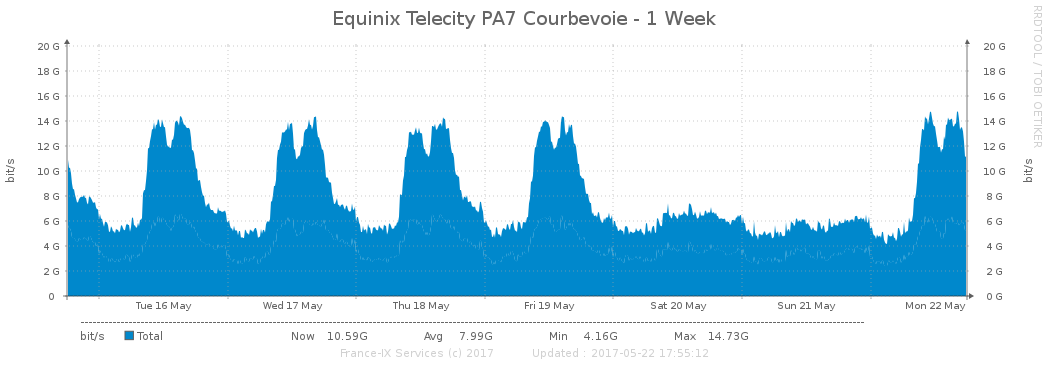 Equinix Telecity PA7 Courbevoie - 1 Week
RRDTOOL / TOBI OETIKER
bit/s
20 G 20 G
18 G 18 G
16 G 16 G
14 G 14 G
12 G 12 G
10 G 10 G
8 G 8 G
6 G 6 G
4 G 4 G
2 G 2 G
0 0 G
bit/s
Tue 16 May Wed 17 May Thu 18 May Fri 19 May Sat 20 May Sun 21 May Mon 22 May
bit/s Total Now 10.59G Avg 7.99G Min 4.16G Max 14.73G
France-IX Services (c) 2017 Updated : 2017-05-22 17:55:12